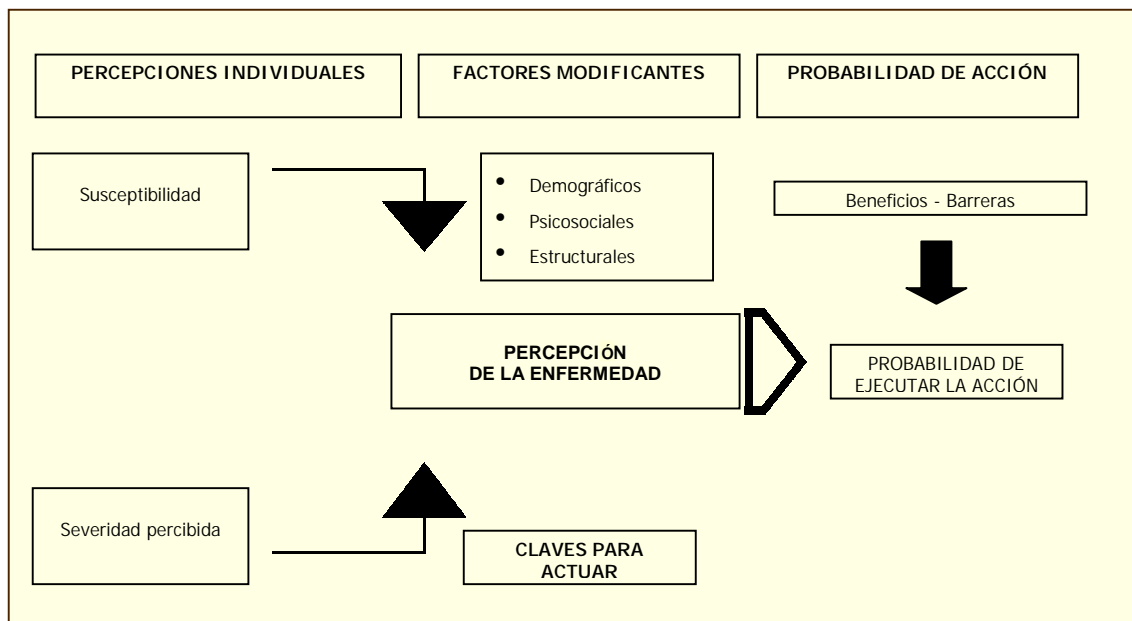 PERCEPCIONES INDIVIDUALES
FACTORES MODIFICANTES
PROBABILIDAD DE ACCIÓN
Susceptibilidad
• Demográficos
• Psicosociales
• Estructurales
Beneficios - Barreras
PERCEPCIÓN
DE LA ENFERMEDAD
PROBABILIDAD DE
EJECUTAR LA ACCIÓN
Severidad percibida
CLAVES PARA
ACTUAR